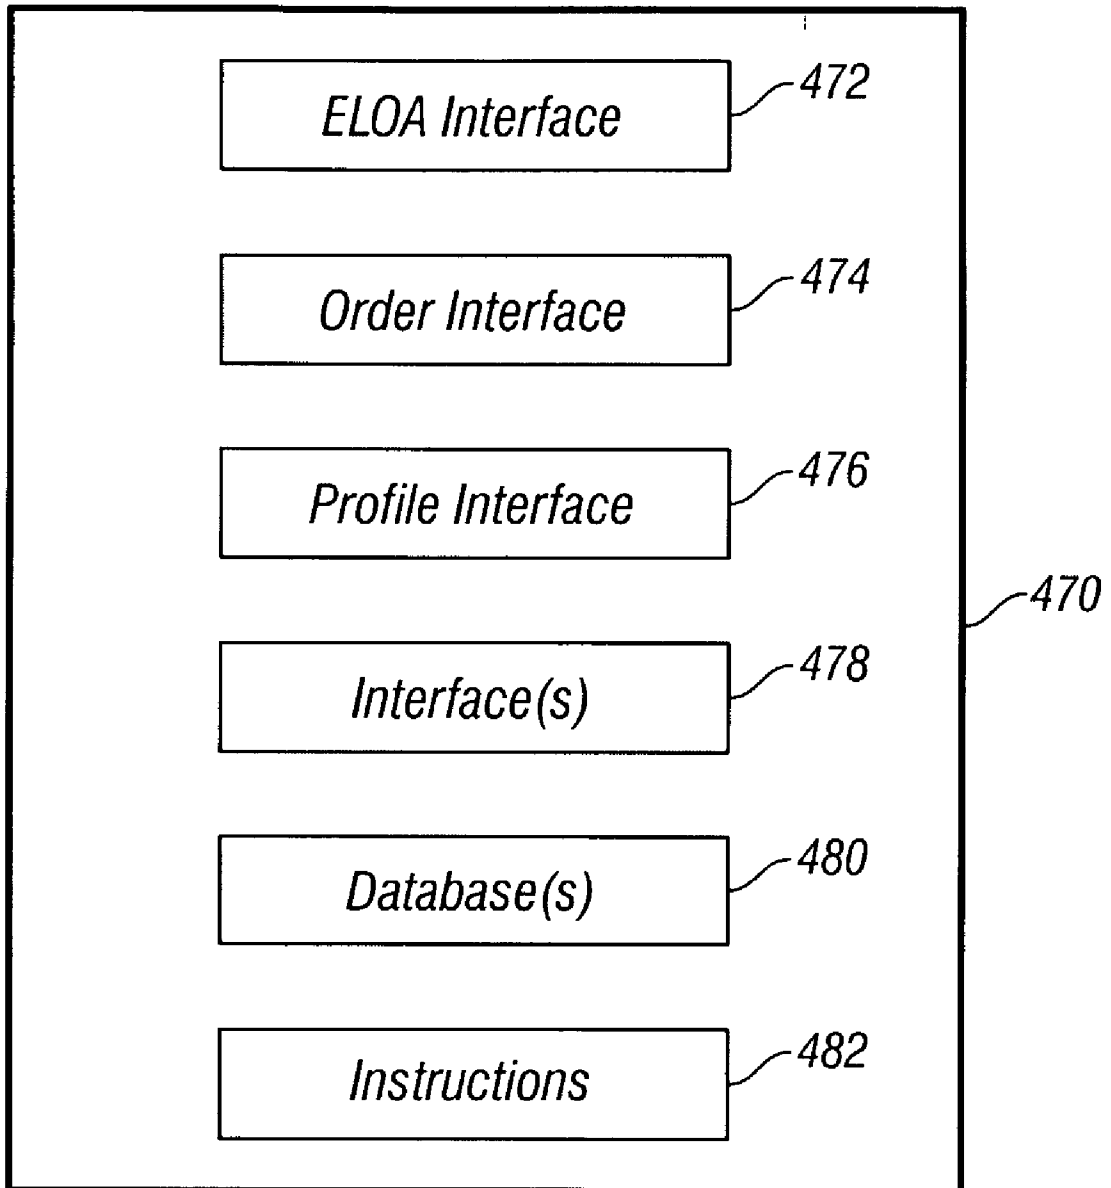 ELOA Interface 472
Order Interface 474
Profile Interface 476
470
Interface(s) 478
Database(s) 480
Instructions 482